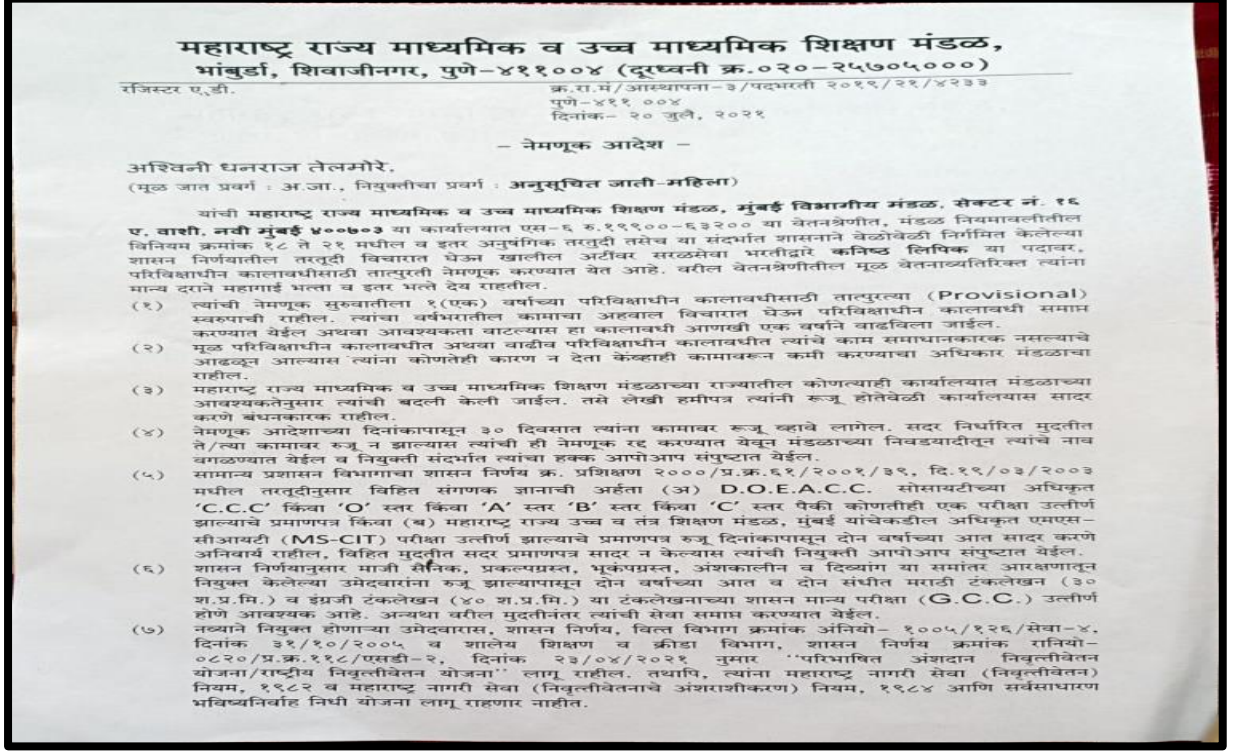 महाराष्ट्र राज्य माध्यमिक व उच्च माध्यमिक शिक्षण मंडळ,
भांबुर्डा, शिवाजीनगर, पुणे-४११००४ (दूरध्वनी क्र.०२०-२५७०५०००)
रजिस्टर ए.डी.
क्र.रा.मं/आस्थापना-३/पदभरती २०१९/२१/४२३३
पुणे-४११ ००४
दिनांक- २० जुलै, २०२१
- नेमणूक आदेश -
अश्विनी धनराज तेलमोरे.
(मूळ जात प्रवर्ग : अ.जा., नियुक्तीचा प्रवर्ग : अनुसूचित जाती-महिला)
यांची महाराष्ट्र राज्य माध्यमिक व उच्च माध्यमिक शिक्षण मंडळ, मुंबई विभागीय मंडळ, सेक्टर नं. १६
ए, वाशी, नवी मुंबई ४००७०३ या कार्यालयात एस-६ रु.१९९००-६३२०० या वेतनश्रेणीत, मंडळ नियमावलीतील
विनियम क्रमांक १८ ते २१ मधील व इतर अनुषंगिक तरतुदी तसेच या संदर्भात शासनाने वेळोवेळी निर्गमित केलेल्या
शासन निर्णयातील तरतूदी विचारात घेऊन खालील अटींवर सरळसेवा भरतीद्वारे कनिष्ठ लिपिक या पदावर,
परिविक्षाधीन कालावधीसाठी तात्पुरती नेमणूक करण्यात येत आहे. वरील वेतनश्रेणीतील मूळ वेतनाव्यतिरिक्त त्यांना
मान्य दराने महागाई भत्ता व इतर भत्ते देय राहतील.
(१) त्यांची नेमणूक सुरुवातीला १(एक) वर्षाच्या परिविक्षाधीन कालावधीसाठी तात्पुरत्या (Provisional)
स्वरुपाची राहील. त्यांचा वर्षभरातील कामाचा अहवाल विचारात घेऊन परिविक्षाधीन कालावधी समाप्त
करण्यात येईल अथवा आवश्यकता वाटल्यास हा कालावधी आणखी एक वर्षाने वाढविला जाईल.
(२) मूळ परिविक्षाधीन कालावधीत अथवा वाढीव परिविक्षाधीन कालावधीत त्यांचे काम समाधानकारक नसल्याचे
आढळून आल्यास त्यांना कोणतेही कारण न देता केंव्हाही कामावरून कमी करण्याचा अधिकार मंडळाचा
राहील.
(३) महाराष्ट्र राज्य माध्यमिक व उच्च माध्यमिक शिक्षण मंडळाच्या राज्यातील कोणत्याही कार्यालयात मंडळाच्या
आवश्यकतेनुसार त्यांची बदली केली जाईल. तसे लेखी हमीपत्र त्यांनी रूजू होतेवेळी कार्यालयास सादर
करणे बंधनकारक राहील.
(४) नेमणूक आदेशाच्या दिनांकापासून ३० दिवसात त्यांना कामावर रूजू व्हावे लागेल. सदर निर्धारित मुदतीत
ते/त्या कामावर रुजू न झाल्यास त्यांची ही नेमणूक रद्द करण्यात येवून मंडळाच्या निवडयादीतून त्यांचे नाव
वगळण्यात येईल व नियुक्ती संदर्भात त्यांचा हक्क आपोआप संपुष्टात येईल.
(५) सामान्य प्रशासन विभागाचा शासन निर्णय क्र. प्रशिक्षण २०००/प्र.क्र.६१/२००१/३९, दि.१९/०३/२००३
मधील तरतूदीनुसार विहित संगणक ज्ञानाची अर्हता (अ) D.O.E.A.C.C. सोसायटीच्या अधिकृत
‘C.C.C’ किंवा ‘O’ स्तर किंवा ‘A’ स्तर ‘B’ स्तर किंवा ‘C’ स्तर पैकी कोणतीही एक परीक्षा उत्तीर्ण
झाल्याचे प्रमाणपत्र किंवा (ब) महाराष्ट्र राज्य उच्च व तंत्र शिक्षण मंडळ, मुंबई यांचेकडील अधिकृत एमएस-
सीआयटी (MS-CIT) परीक्षा उत्तीर्ण झाल्याचे प्रमाणपत्र रुजू दिनांकापासून दोन वर्षाच्या आत सादर करणे
अनिवार्य राहील, विहित मुदतीत सदर प्रमाणपत्र सादर न केल्यास त्यांची नियुक्ती आपोआप संपुष्टात येईल.
(६) शासन निर्णयानुसार माजी सैनिक, प्रकल्पग्रस्त, भूकंपग्रस्त, अंशकालीन व दिव्यांग या समांतर आरक्षणातून
नियुक्त केलेल्या उमेदवारांना रुजू झाल्यापासून दोन वर्षाच्या आत व दोन संधीत मराठी टंकलेखन (३०
श.प्र.मि.) व इंग्रजी टंकलेखन (४० श.प्र.मि.) या टंकलेखनाच्या शासन मान्य परीक्षा (G.C.C.) उत्तीर्ण
होणे आवश्यक आहे. अन्यथा वरील मुदतीनंतर त्यांची सेवा समाप्त करण्यात येईल.
(७) नव्याने नियुक्त होणाऱ्या उमेदवारास, शासन निर्णय, वित्त विभाग क्रमांक अंनियो- १००५/१२६/सेवा-४,
दिनांक ३१/१०/२००५ व शालेय शिक्षण व क्रीडा विभाग, शासन निर्णय क्रमांक रानियो-
०८२०/प्र.क्र.११८/एसडी-२, दिनांक २३/०४/२०२१ नुसार ''परिभाषित अंशदान निवृत्तीवेतन
योजना/राष्ट्रीय निवृत्तीवेतन योजना'' लागू राहील. तथापि, त्यांना महाराष्ट्र नागरी सेवा (निवृत्तीवेतन)
नियम, १९८२ व महाराष्ट्र नागरी सेवा (निवृत्तीवेतनाचे अंशराशीकरण) नियम, १९८४ आणि सर्वसाधारण
भविष्यनिर्वाह निधी योजना लागू राहणार नाहीत.